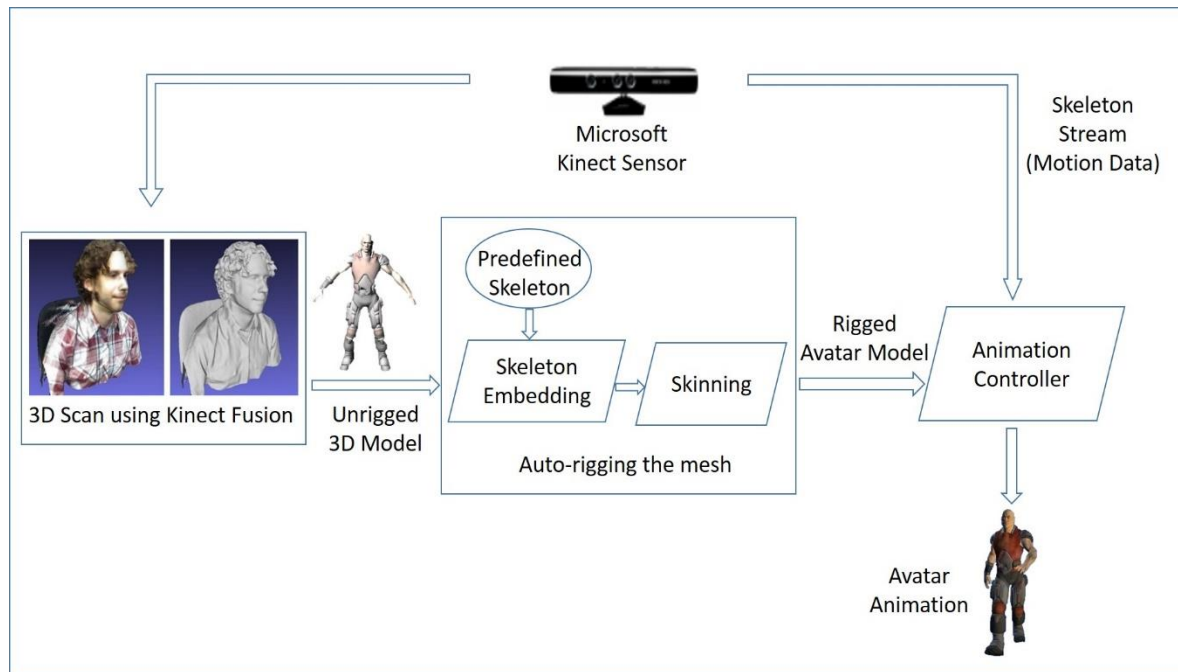 Microsoft
Kinect Sensor
Skeleton
Stream
(Motion Data)
3D Scan using Kinect Fusion
Unrigged
3D Model
Predefined
Skeleton
Skeleton
Embedding
Skinning
Auto-rigging the mesh
Rigged
Avatar Model
Animation
Controller
Avatar
Animation